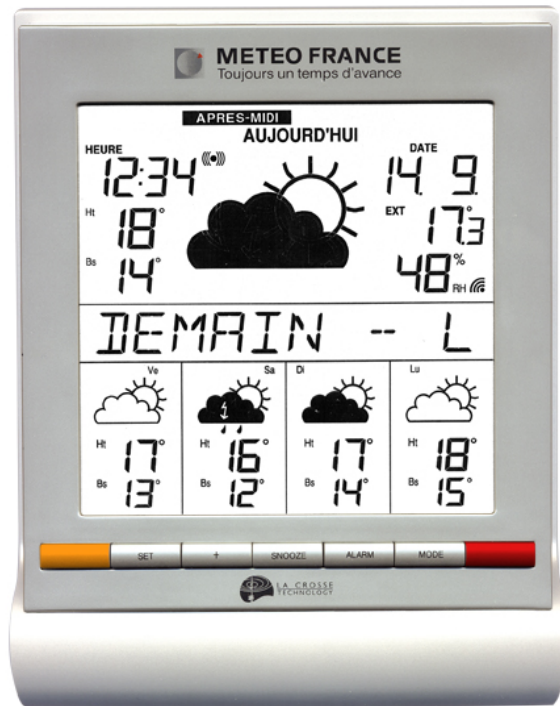 METEO FRANCE
Toujours un temps d'avance
APRES-MIDI
AUJOURD'HUI
HEURE DATE
12:34 14. 9.
Ht 18° EXT 17.3°
Bs 14° 48% RH
DEMAIN -- L
Ve Sa Di Lu
Ht 17° Ht 16° Ht 17° Ht 18°
Bs 13° Bs 12° Bs 14° Bs 15°
SET + SNOOZE ALARM MODE
LA CROSSE
TECHNOLOGY